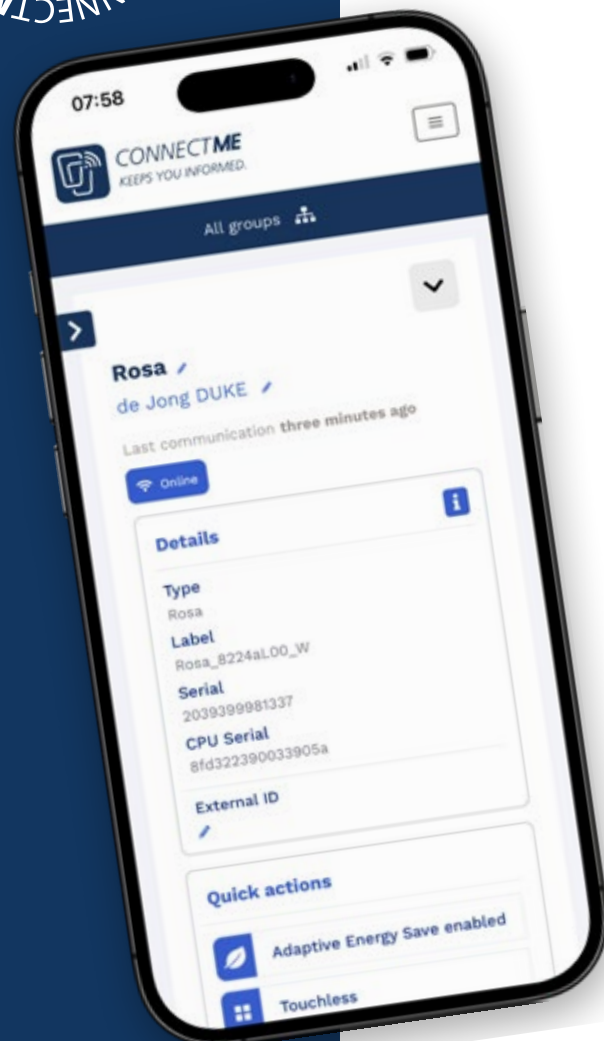 CONNECTM
07:58
CONNECTME
KEEPS YOU INFORMED.
All groups
Rosa
de Jong DUKE
Last communication three minutes ago
Online
Details
Type
Rosa
Label
Rosa_8224aL00_W
Serial
2039399981337
CPU Serial
8fd322390033905a
External ID
Quick actions
Adaptive Energy Save enabled
Touchless